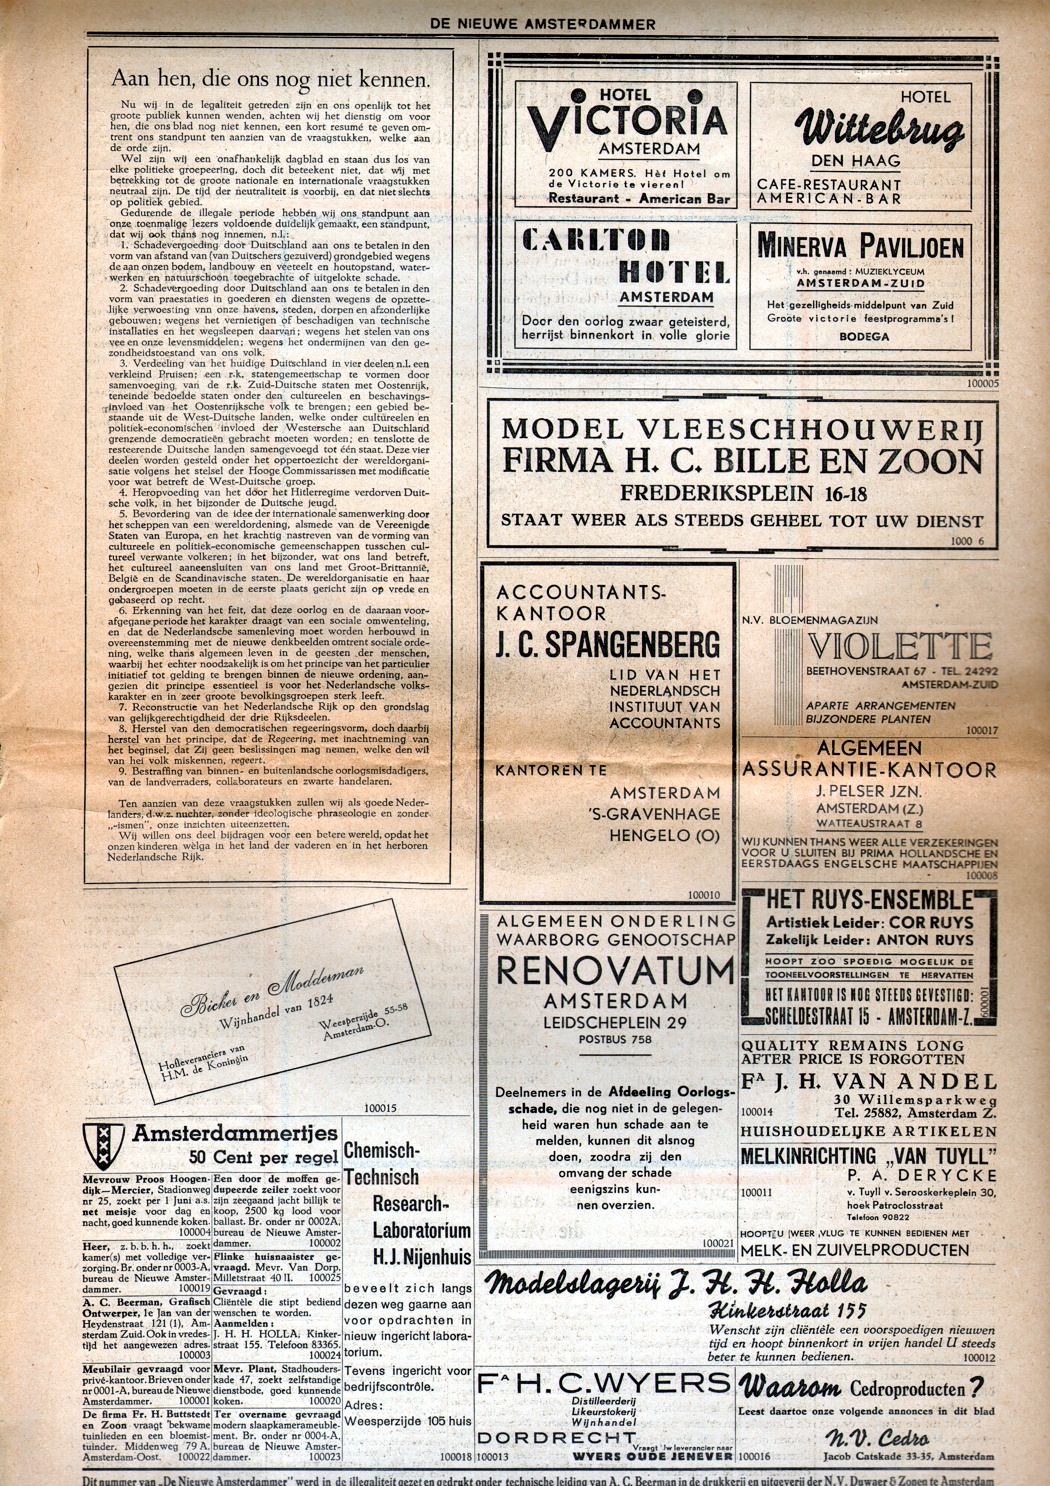 DE NIEUWE AMSTERDAMMER
Aan hen, die ons nog niet kennen.
Nu wij in de legaliteit getreden zijn en ons openlijk tot het
groote publiek kunnen wenden, achten wij het dienstig om voor
hen, die ons blad nog niet kennen, een kort resumé te geven om-
trent ons standpunt ten aanzien van de vraagstukken, welke aan
de orde zijn.
Wel zijn wij een onafhankelijk dagblad en staan dus los van
elke politieke groepeering, doch dit beteekent niet, dat wij met
betrekking tot de groote nationale en internationale vraagstukken
neutraal zijn. De tijd der neutraliteit is voorbij, en dat niet slechts
op politiek gebied.
Gedurende de illegale periode hebben wij ons standpunt aan
onze toenmalige lezers voldoende duidelijk gemaakt, een standpunt,
dat wij ook thans nog innemen, n.l.:
1. Schadevergoeding door Duitschland aan ons te betalen in den
vorm van afstand van (van Duitschers gezuiverd) grondgebied wegens
de aan onzen bodem, landbouw en veeteelt en houtopstand, water-
werken en natuurschoon toegebrachte of uitgelokte schade.
2. Schadevergoeding door Duitschland aan ons te betalen in den
vorm van praestaties in goederen en diensten wegens de opzette-
lijke verwoesting vnn onze havens, steden, dorpen en afzonderlijke
gebouwen; wegens het vernietigen of beschadigen van technische
installaties en het wegsleepen daarvan; wegens het stelen van ons
vee en onze levensmiddelen; wegens het ondermijnen van den ge-
zondheidstoestand van ons volk.
3. Verdeeling van het huidige Duitschland in vier deelen n.l. een
verkleind Pruisen; een r.k. statengemeetschap te vormen door
samenvoeging van de r.k. Zuid-Duitsche staten met Oostenrijk,
teneinde bedoelde staten onder den cultureelen en beschavings-
invloed van het Oostenrijksche volk te brengen; een gebied be-
staande uit de West-Duitsche landen, welke onder cultureelen en
politiek-economischen invloed der Westersche aan Duitschland
grenzende democratieën gebracht moeten worden; en tenslotte de
resteerende Duitsche landen samengevoegd tot één staat. Deze vier
deelen worden gesteld onder het oppertoezicht der wereldorgani-
satie volgens het stelsel der Hooge Commissarissen met modificatie
voor wat betreft de West-Duitsche groep.
4. Heropvoeding van het door het Hitlerregime verdorven Duit-
sche volk, in het bijzonder de Duitsche jeugd.
5. Bevordering van de idee der internationale samenwerking door
het scheppen van een wereldordening, alsmede van de Vereenigde
Staten van Europa, en het krachtig nastreven van de vorming van
cultureele en politiek-economische gemeenschappen tusschen cul-
tureel verwante volkeren; in het bijzonder, wat ons land betreft,
het cultureel aaneensluiten van ons land met Groot-Brittannië,
België en de Scandinavische staten. De wereldorganisatie en haar
ondergroepen moeten in de eerste plaats gericht zijn op vrede en
gebaseerd op recht.
6. Erkenning van het feit, dat deze oorlog en de daaraan voor-
afgegane periode het karakter draagt van een sociale omwenteling,
en dat de Nederlandsche samenleving moet worden herbouwd in
overeenstemming met de nieuwe denkbeelden omtrent sociale orde-
ning, welke thans algemeen leven in de geesten der menschen,
waarbij het echter noodzakelijk is om het principe van het particulier
initiatief tot gelding te brengen binnen de nieuwe ordening, aan-
gezien dit principe essentieel is voor het Nederlandsche volks-
karakter en in zeer groote bevolkingsgroepen sterk leeft.
7. Reconstructie van het Nederlandsche Rijk op den grondslag
van gelijkgerechtigdheid der drie Rijksdeelen.
8. Herstel van den democratischen regeeringsvorm, doch daarbij
herstel van het principe, dat de Regeering, met inachtneming van
het beginsel, dat Zij geen beslissingen mag nemen, welke den wil
van hei volk miskennen, regeert.
9. Bestraffing van binnen- en buitenlandsche oorlogsmisdadigers,
van de landverraders, collaborateurs en zwarte handelaren.
Ten aanzien van deze vraagstukken zullen wij als goede Neder-
landers, d.w.z. nuchter, zonder ideologische phraseologie en zonder
„-ismen”, onze inzichten uiteenzetten.
Wij willen ons deel bijdragen voor een betere wereld, opdat het
onzen kinderen wèlga in het land der vaderen en in het herboren
Nederlandsche Rijk.
Bicker en Modderman
Wijnhandel van 1824
Weesperzijde 55-58
Amsterdam-O.
Hofleveranciers van
H.M. de Koningin
100015
Amsterdammertjes
50 Cent per regel
Mevrouw Proos Hoogen-
dijk—Mercier, Stadionweg
nr 25, zoekt per 1 Juni a.s.
net meisje voor dag en
nacht, goed kunnende koken.
100004
Heer, z. b. b. h. h., zoekt
kamer(s) met volledige ver-
zorging. Br. onder nr 0003-A,
bureau de Nieuwe Amster-
dammer. 100019
A. C. Beerman, Grafisch
Ontwerper, 1e Jan van der
Heydenstraat 121 (1), Am-
sterdam Zuid. Ook in vredes-
tijd het aangewezen adres.
100003
Meubilair gevraagd voor
privé-kantoor. Brieven onder
nr 0001-A, bureau de Nieuwe
Amsterdammer. 100001
De firma Fr. H. Buttstedt
en Zoon vraagt 'bekwame
tuinlieden en een bloemist-
tuinder. Middenweg 79 A,
Amsterdam-Oost. 100022
Een door de moffen ge-
dupeerde zeiler zoekt voor
zijn zeegaand jacht billijk te
koop, 2500 kg lood voor
ballast. Br. onder nr 0002A,
bureau de Nieuwe Amster-
dammer. 100002
Flinke huisnaaister ge-
vraagd. Mevr. Van Dorp,
Milletstraat 40 II. 100025
Gevraagd:
Cliëntèle die stipt bediend
wenschen te worden.
Aanmelden:
J. H. H. HOLLA, Kinker-
straat 155. Telefoon 83365.
100024
Mevr. Plant, Stadhouders-
kade 47, zoekt zelfstandige
dienstbode, goed kunnende
koken. 100020
Ter overname gevraagd
modern slaapkamerameuble-
ment. Br. onder nr 0004-A,
bureau de Nieuwe Amster-
dammer. 100023
Chemisch-
Technisch
Research-
Laboratorium
H.J. Nijenhuis
beveelt zich langs
dezen weg gaarne aan
voor opdrachten in
nieuw ingericht labora-
torium.
Tevens ingericht voor
bedrijfscontrôle.
Adres:
Weesperzijde 105 huis
100018
HOTEL
VICTORIA
AMSTERDAM
200 KAMERS. Hèt Hotel om
de Victorie te vieren!
Restaurant - American Bar
HOTEL
Wittebrug
DEN HAAG
CAFE-RESTAURANT
AMERICAN-BAR
CARLTON
HOTEL
AMSTERDAM
Door den oorlog zwaar geteisterd,
herrijst binnenkort in volle glorie
MINERVA PAVILJOEN
v.h. genaamd: MUZIEKLYCEUM
AMSTERDAM-ZUID
Het gezelligheids-middelpunt van Zuid
Groote victorie feestprogramma's!
BODEGA
100005
MODEL VLEESCHHOUWERIJ
FIRMA H. C. BILLE EN ZOON
FREDERIKSPLEIN 16-18
STAAT WEER ALS STEEDS GEHEEL TOT UW DIENST
1000 6
ACCOUNTANTS-
KANTOOR
J. C. SPANGENBERG
LID VAN HET
NEDERLANDSCH
INSTITUUT VAN
ACCOUNTANTS
KANTOREN TE
AMSTERDAM
'S-GRAVENHAGE
HENGELO (O)
100010
N.V. BLOEMENMAGAZIJN
VIOLETTE
BEETHOVENSTRAAT 67 - TEL. 24292
AMSTERDAM-ZUID
APARTE ARRANGEMENTEN
BIJZONDERE PLANTEN
100017
ALGEMEEN
ASSURANTIE-KANTOOR
J. PELSER JZN.
AMSTERDAM (Z.)
WATTEAUSTRAAT 8
WIJ KUNNEN THANS WEER ALLE VERZEKERINGEN
VOOR U SLUITEN BIJ PRIMA HOLLANDSCHE EN
EERSTDAAGS ENGELSCHE MAATSCHAPPIJEN
100008
ALGEMEEN ONDERLING
WAARBORG GENOOTSCHAP
RENOVATUM
AMSTERDAM
LEIDSCHEPLEIN 29
POSTBUS 758
Deelnemers in de Afdeeling Oorlogs-
schade, die nog niet in de gelegen-
heid waren hun schade aan te
melden, kunnen dit alsnog
doen, zoodra zij den
omvang der schade
eenigszins kun-
nen overzien.
100021
HET RUYS-ENSEMBLE
Artistiek Leider: COR RUYS
Zakelijk Leider: ANTON RUYS
HOOPT ZOO SPOEDIG MOGELIJK DE
TOONEELVOORSTELLINGEN TE HERVATTEN
HET KANTOOR IS NOG STEEDS GEVESTIGD:
SCHELDESTRAAT 15 - AMSTERDAM-Z.
100009
QUALITY REMAINS LONG
AFTER PRICE IS FORGOTTEN
FA J. H. VAN ANDEL
30 Willemsparkweg
100014 Tel. 25882, Amsterdam Z.
HUISHOUDELIJKE ARTIKELEN
MELKINRICHTING „VAN TUYLL”
P. A. DERYCKE
100011 v. Tuyll v. Serooskerkeplein 30,
hoek Patroclosstraat
Telefoon 90822
HOOPT U WEER VLUG TE KUNNEN BEDIENEN MET
MELK- EN ZUIVELPRODUCTEN
Modelslagerij J. H. H. Holla
Kinkerstraat 155
Wenscht zijn cliëntèle een voorspoedigen nieuwen
tijd en hoopt binnenkort in vrijen handel U steeds
beter te kunnen bedienen. 100012
FA H.C. WYERS
Distilleerderij
Likeurstokerij
Wijnhandel
DORDRECHT
Vraagt Uw leverancier naar
100013 WYERS OUDE JENEVER
Waarom Cedroproducten?
Leest daartoe onze volgende annonces in dit blad
N.V. Cedro
100016 Jacob Catskade 33-35, Amsterdam
Dit nummer van „De Nieuwe Amsterdammer” werd in de illegaliteit gezet en gedrukt onder technische leiding van A. C. Beerman in de drukkerij en uitgeverij der N.V. Duwaer & Zonen te Amsterdam